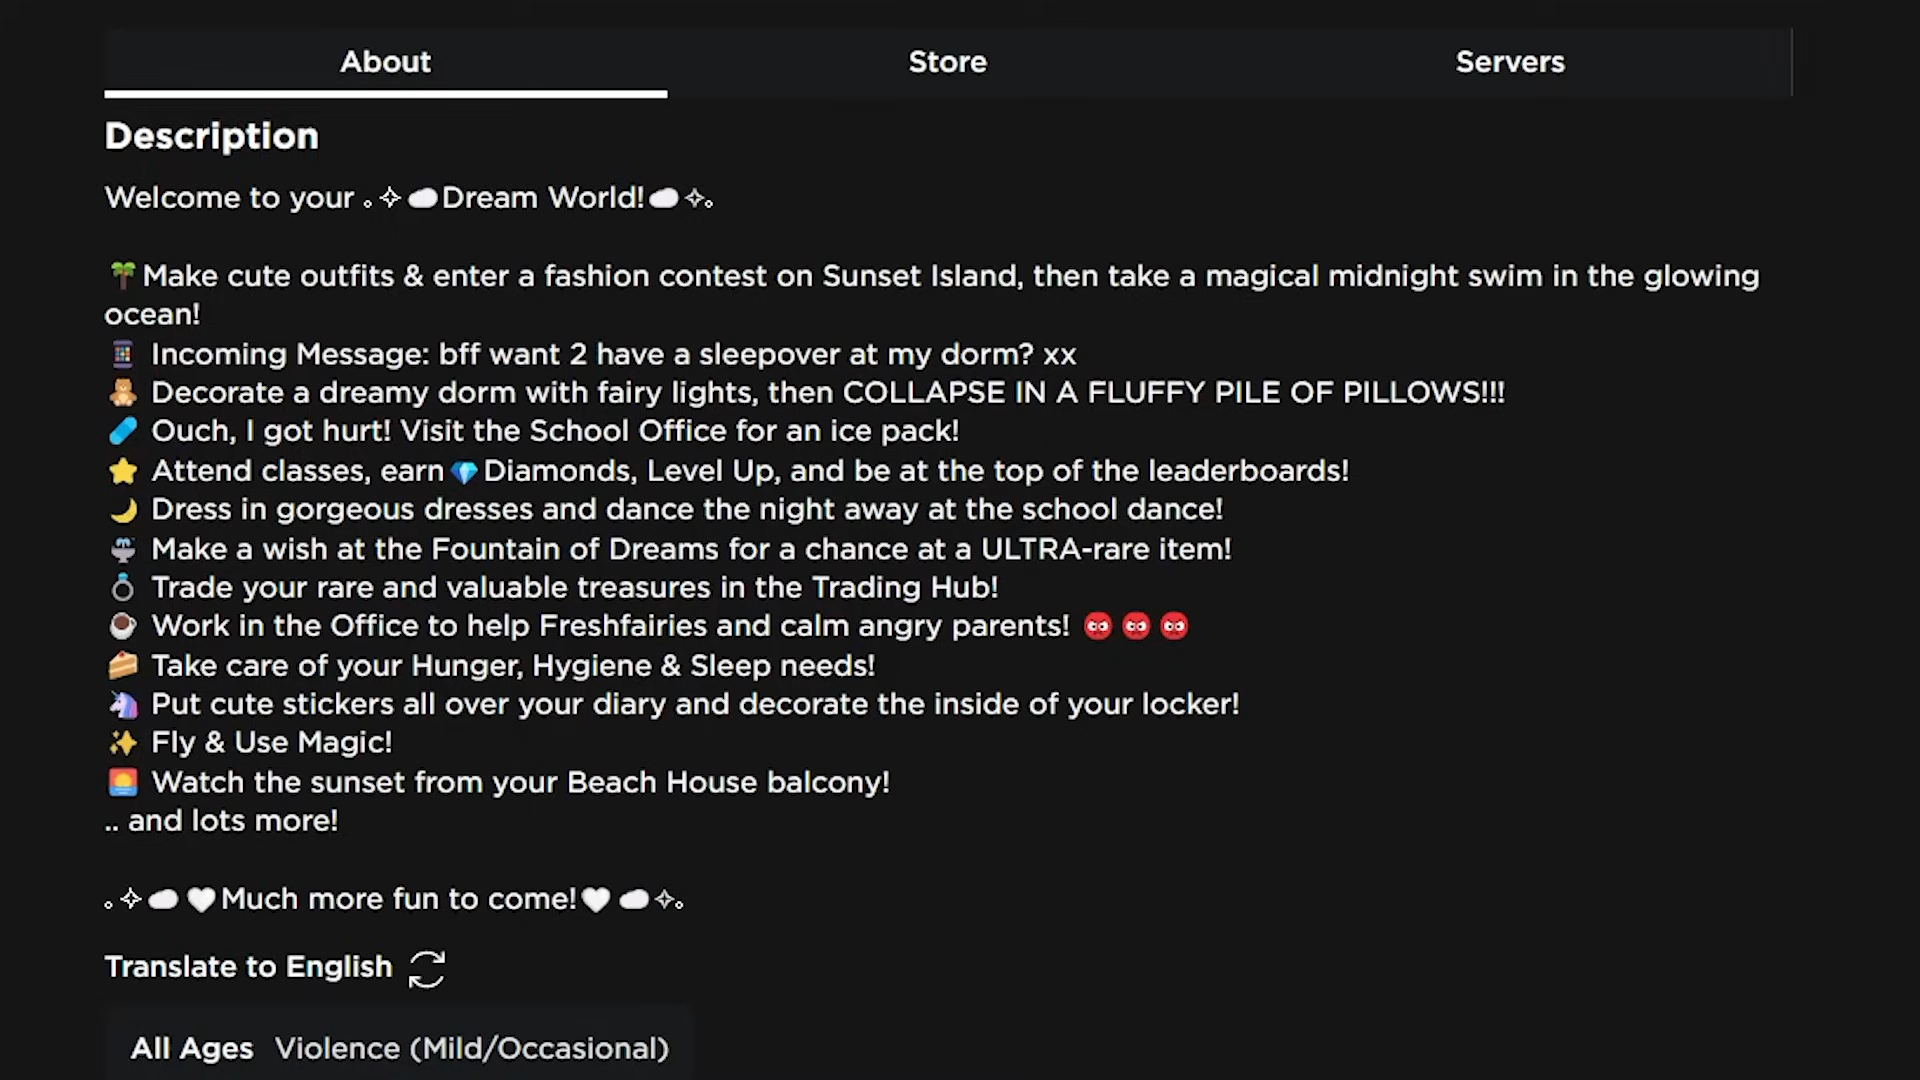 About
Store
Servers
Description
Welcome to your ｡✧☁Dream World!☁✧｡
🌴Make cute outfits & enter a fashion contest on Sunset Island, then take a magical midnight swim in the glowing
ocean!
📱 Incoming Message: bff want 2 have a sleepover at my dorm? xx
🧸 Decorate a dreamy dorm with fairy lights, then COLLAPSE IN A FLUFFY PILE OF PILLOWS!!!
🩹 Ouch, I got hurt! Visit the School Office for an ice pack!
⭐ Attend classes, earn💎Diamonds, Level Up, and be at the top of the leaderboards!
🌙 Dress in gorgeous dresses and dance the night away at the school dance!
⛲ Make a wish at the Fountain of Dreams for a chance at a ULTRA-rare item!
💍 Trade your rare and valuable treasures in the Trading Hub!
☕ Work in the Office to help Freshfairies and calm angry parents! 👹 👹 👹
🍰 Take care of your Hunger, Hygiene & Sleep needs!
🦄 Put cute stickers all over your diary and decorate the inside of your locker!
✨ Fly & Use Magic!
🌅 Watch the sunset from your Beach House balcony!
.. and lots more!
｡✧☁🤍Much more fun to come!🤍☁✧｡
Translate to English
All Ages Violence (Mild/Occasional)